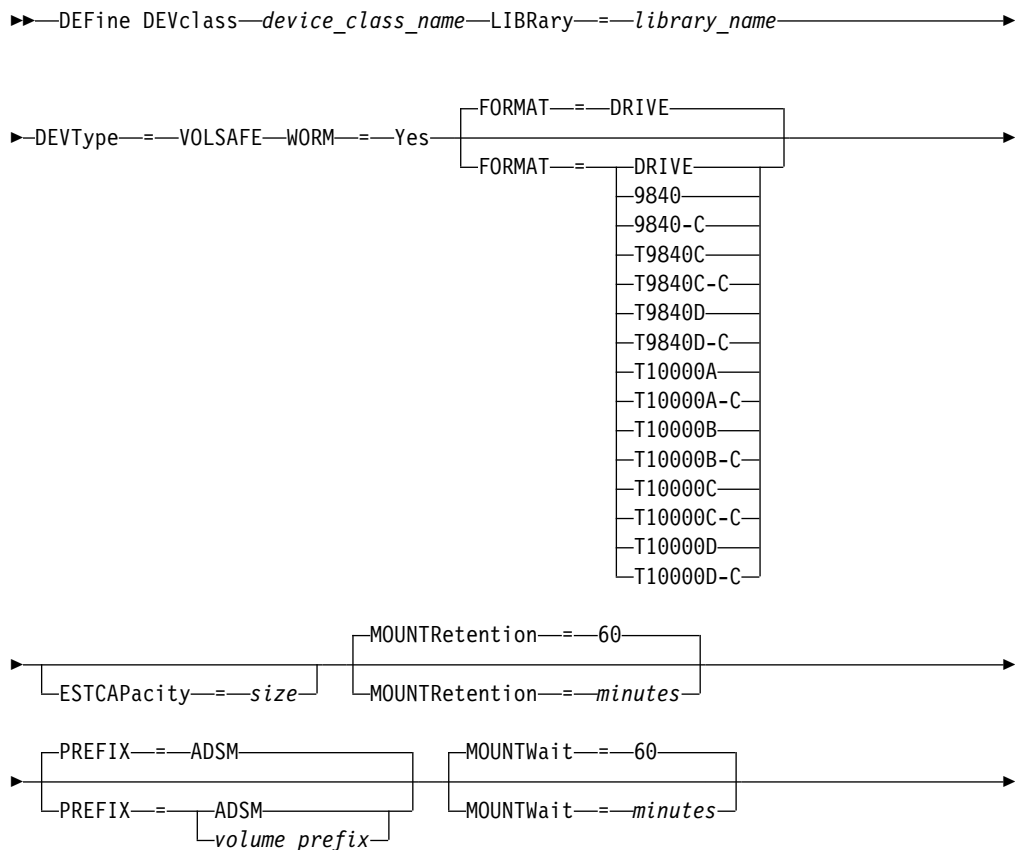 DEFine DEVclass device_class_name LIBRary = library_name
FORMAT = DRIVE
DEVType = VOLSAFE WORM = Yes
FORMAT = DRIVE
9840
9840-C
T9840C
T9840C-C
T9840D
T9840D-C
T10000A
T10000A-C
T10000B
T10000B-C
T10000C
T10000C-C
T10000D
T10000D-C
MOUNTRetention = 60
ESTCAPacity = size
MOUNTRetention = minutes
PREFIX = ADSM
MOUNTWait = 60
PREFIX = ADSM
volume prefix
MOUNTWait = minutes